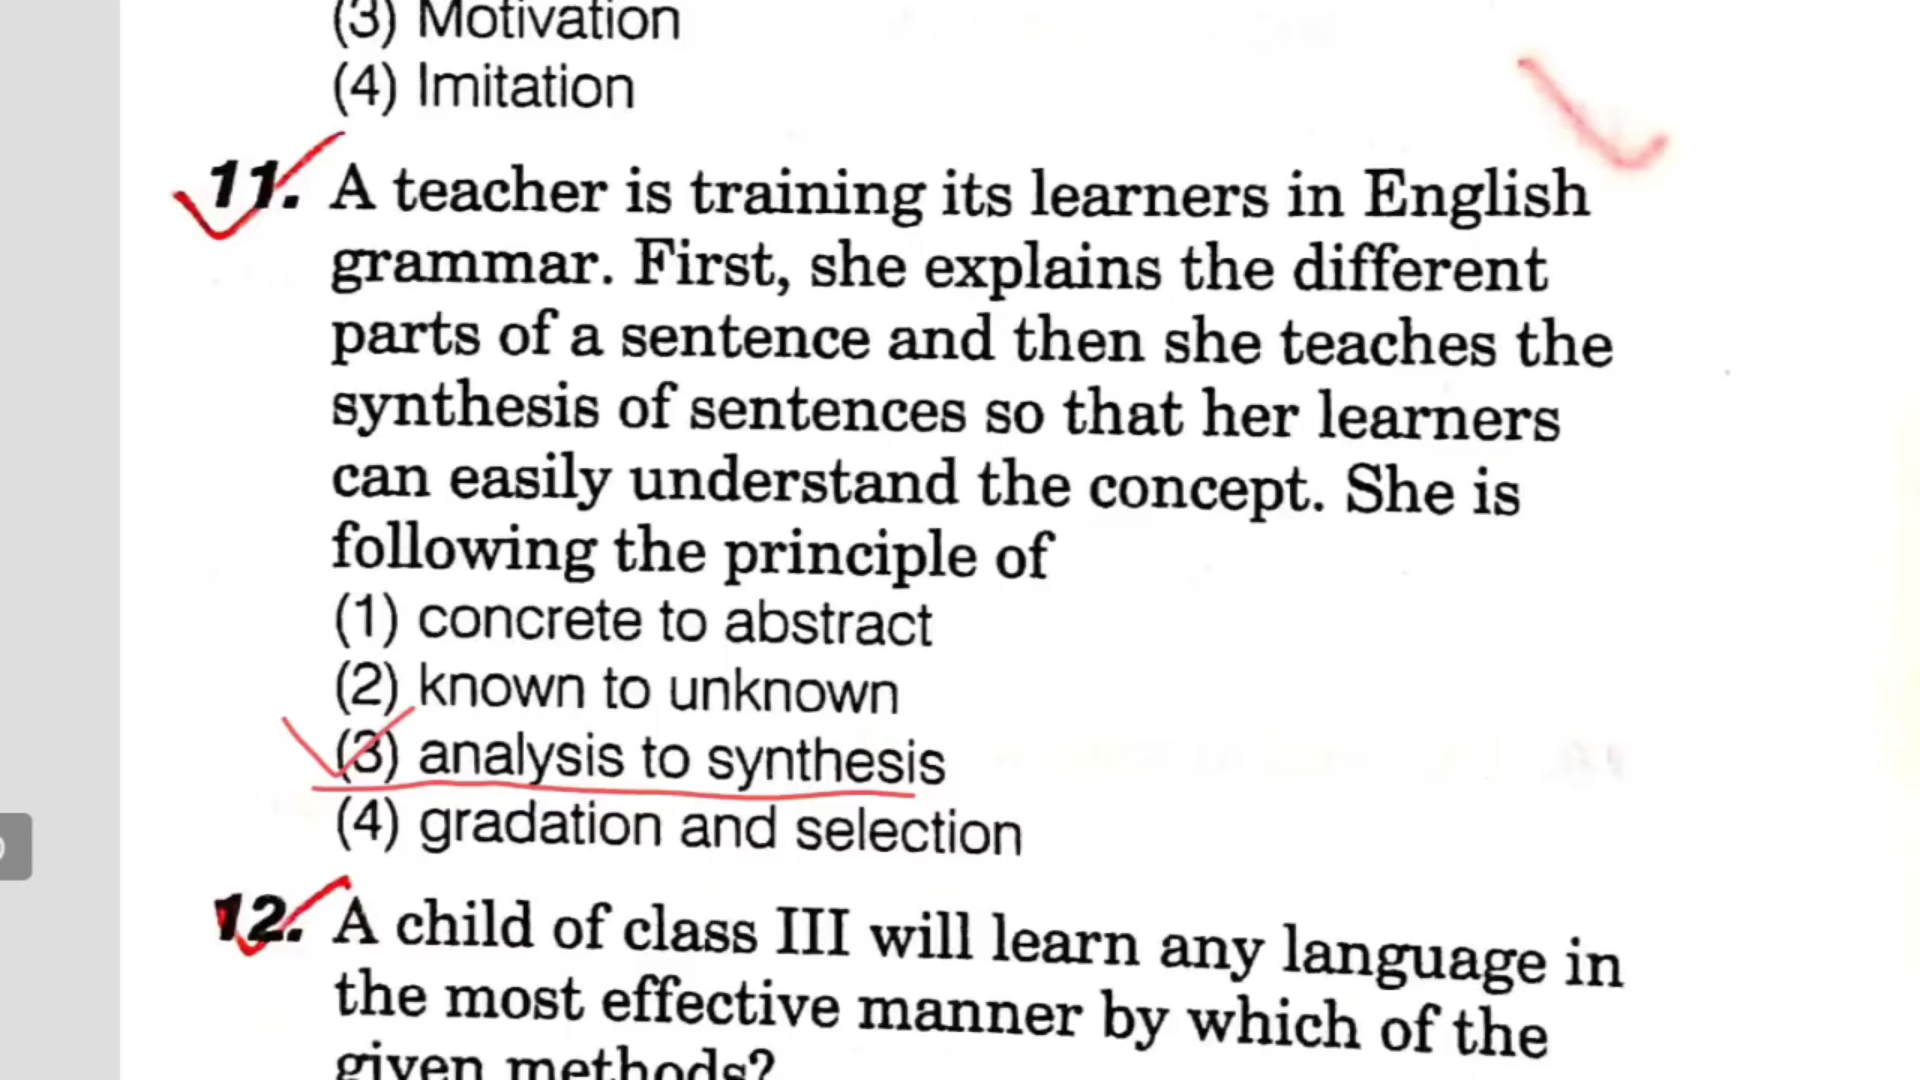 (3) Motivation
(4) Imitation
11. A teacher is training its learners in English
grammar. First, she explains the different
parts of a sentence and then she teaches the
synthesis of sentences so that her learners
can easily understand the concept. She is
following the principle of
(1) concrete to abstract
(2) known to unknown
(3) analysis to synthesis
(4) gradation and selection
12. A child of class III will learn any language in
the most effective manner by which of the
given methods?